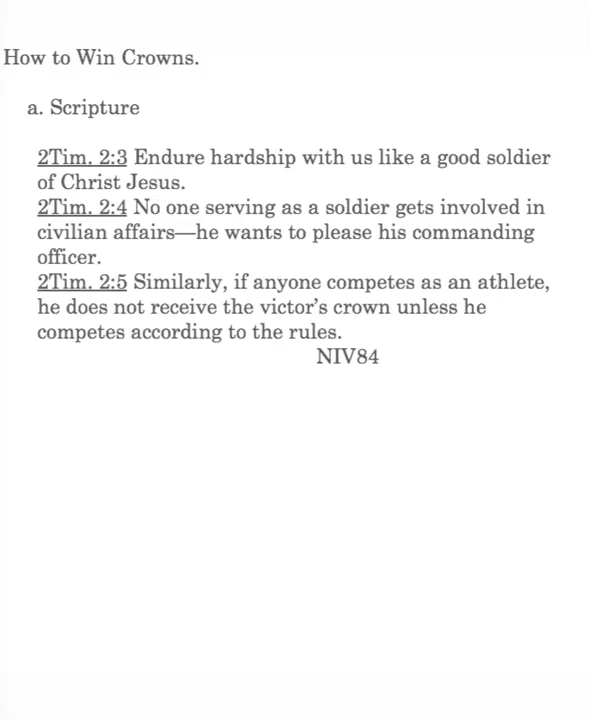 How to Win Crowns.
a. Scripture
2Tim. 2:3 Endure hardship with us like a good soldier
of Christ Jesus.
2Tim. 2:4 No one serving as a soldier gets involved in
civilian affairs—he wants to please his commanding
officer.
2Tim. 2:5 Similarly, if anyone competes as an athlete,
he does not receive the victor’s crown unless he
competes according to the rules.
NIV84